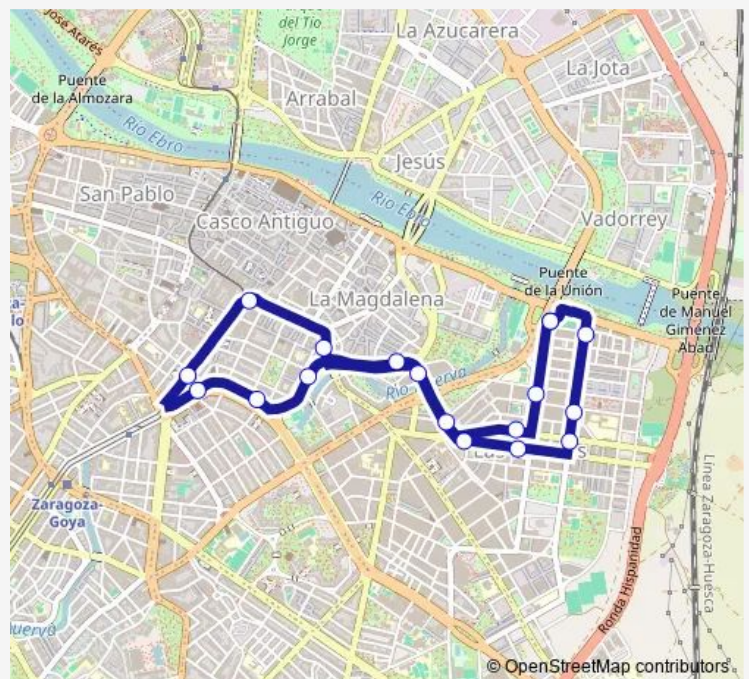 José Atarés
del Tío
Jorge
La Azucarera
La Jota
Puente
de la Almozara
Arrabal
Río Ebro
Jesús
San Pablo
Río Ebro
Casco Antiguo
Vadorrey
Puente
de la Unión
La Magdalena
Puente
de Manuel
Giménez
Abad
Zaragoza-
Goya
Línea Zaragoza-Huesca
Ronda Hispanidad
© OpenStreetMap contributors